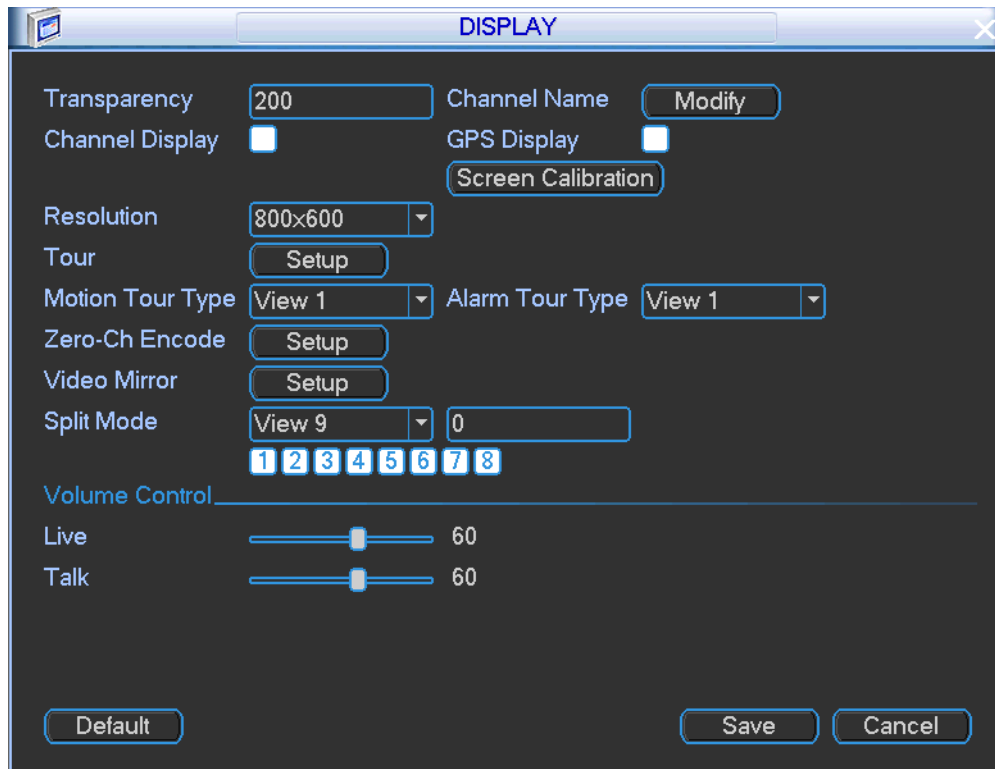 DISPLAY
Transparency 200 Channel Name Modify
Channel Display GPS Display
Screen Calibration
Resolution 800x600
Tour Setup
Motion Tour Type View 1 Alarm Tour Type View 1
Zero-Ch Encode Setup
Video Mirror Setup
Split Mode View 9 0
1 2 3 4 5 6 7 8
Volume Control
Live 60
Talk 60
Default Save Cancel